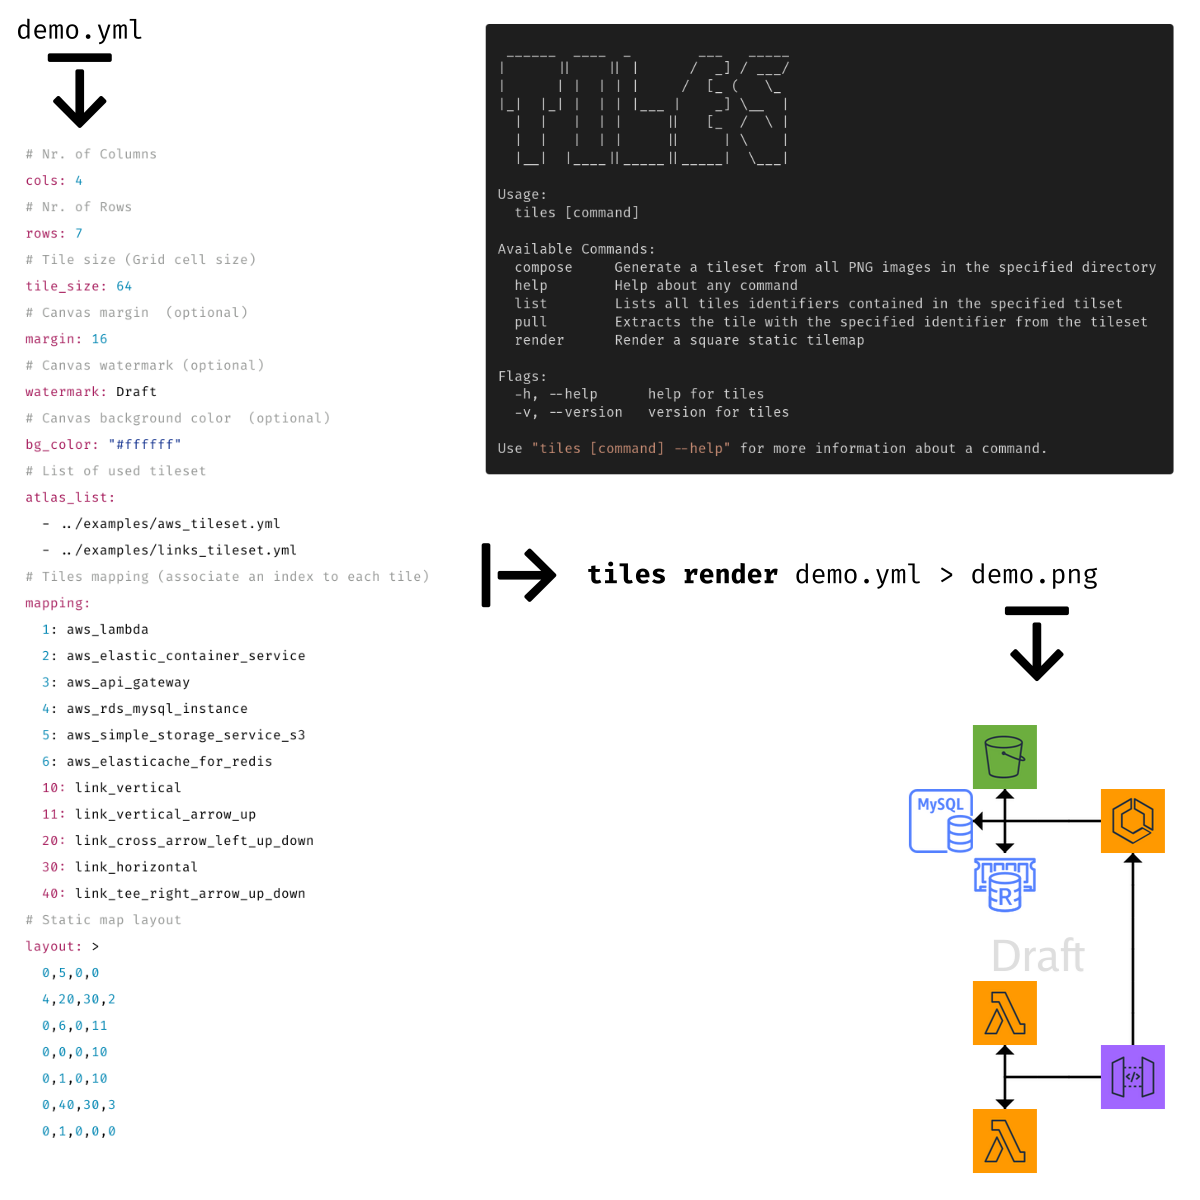 demo.yml
# Nr. of Columns
cols: 4
# Nr. of Rows
rows: 7
# Tile size (Grid cell size)
tile_size: 64
# Canvas margin  (optional)
margin: 16
# Canvas watermark (optional)
watermark: Draft
# Canvas background color  (optional)
bg_color: "#ffffff"
# List of used tileset
atlas_list:
  - ../examples/aws_tileset.yml
  - ../examples/links_tileset.yml
# Tiles mapping (associate an index to each tile)
mapping:
  1: aws_lambda
  2: aws_elastic_container_service
  3: aws_api_gateway
  4: aws_rds_mysql_instance
  5: aws_simple_storage_service_s3
  6: aws_elasticache_for_redis
  10: link_vertical
  11: link_vertical_arrow_up
  20: link_cross_arrow_left_up_down
  30: link_horizontal
  40: link_tee_right_arrow_up_down
# Static map layout
layout: >
  0,5,0,0
  4,20,30,2
  0,6,0,11
  0,0,0,10
  0,1,0,10
  0,40,30,3
  0,1,0,0,0
TILES
Usage:
  tiles [command]
Available Commands:
  compose     Generate a tileset from all PNG images in the specified directory
  help        Help about any command
  list        Lists all tiles identifiers contained in the specified tilset
  pull        Extracts the tile with the specified identifier from the tileset
  render      Render a square static tilemap
Flags:
  -h, --help      help for tiles
  -v, --version   version for tiles
Use "tiles [command] --help" for more information about a command.
tiles render demo.yml > demo.png
MySQL
R
Draft
λ
</>
λ